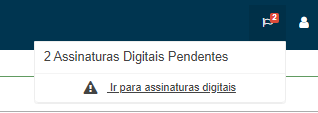 2
2 Assinaturas Digitais Pendentes
Ir para assinaturas digitais